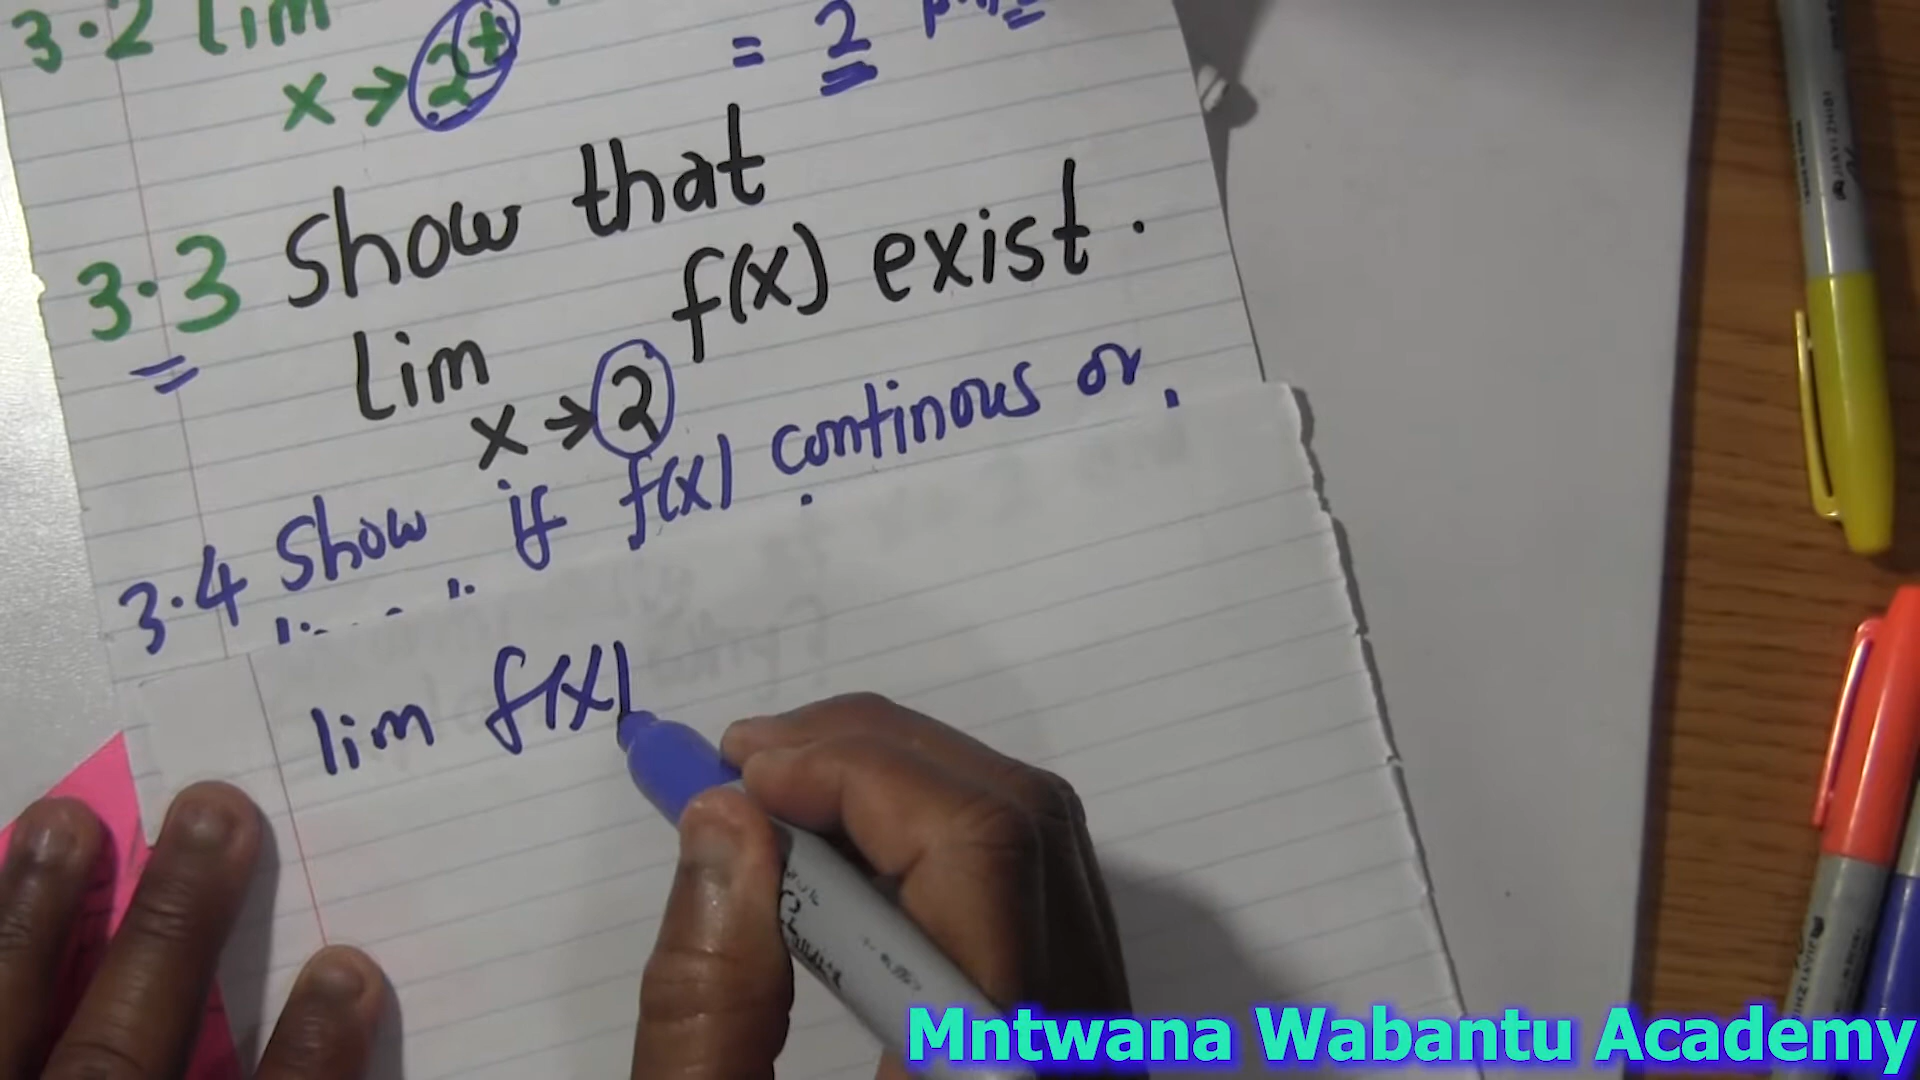 3.2 lim
x → 2+
= 2
3.3 Show that
lim f(x) exist.
x → 2
3.4 Show if f(x) continous or
lim f(x)
Mntwana Wabantu Academy